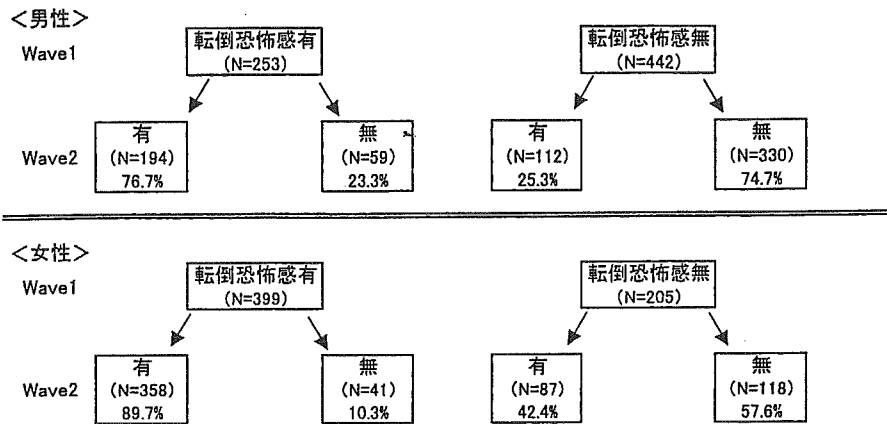 ＜男性＞
Wave1
転倒恐怖感有
（N=253）
転倒恐怖感無
（N=442）
Wave2
有
（N=194）
76.7%
無
（N=59）
23.3%
有
（N=112）
25.3%
無
（N=330）
74.7%
＜女性＞
Wave1
転倒恐怖感有
（N=399）
転倒恐怖感無
（N=205）
Wave2
有
（N=358）
89.7%
無
（N=41）
10.3%
有
（N=87）
42.4%
無
（N=118）
57.6%